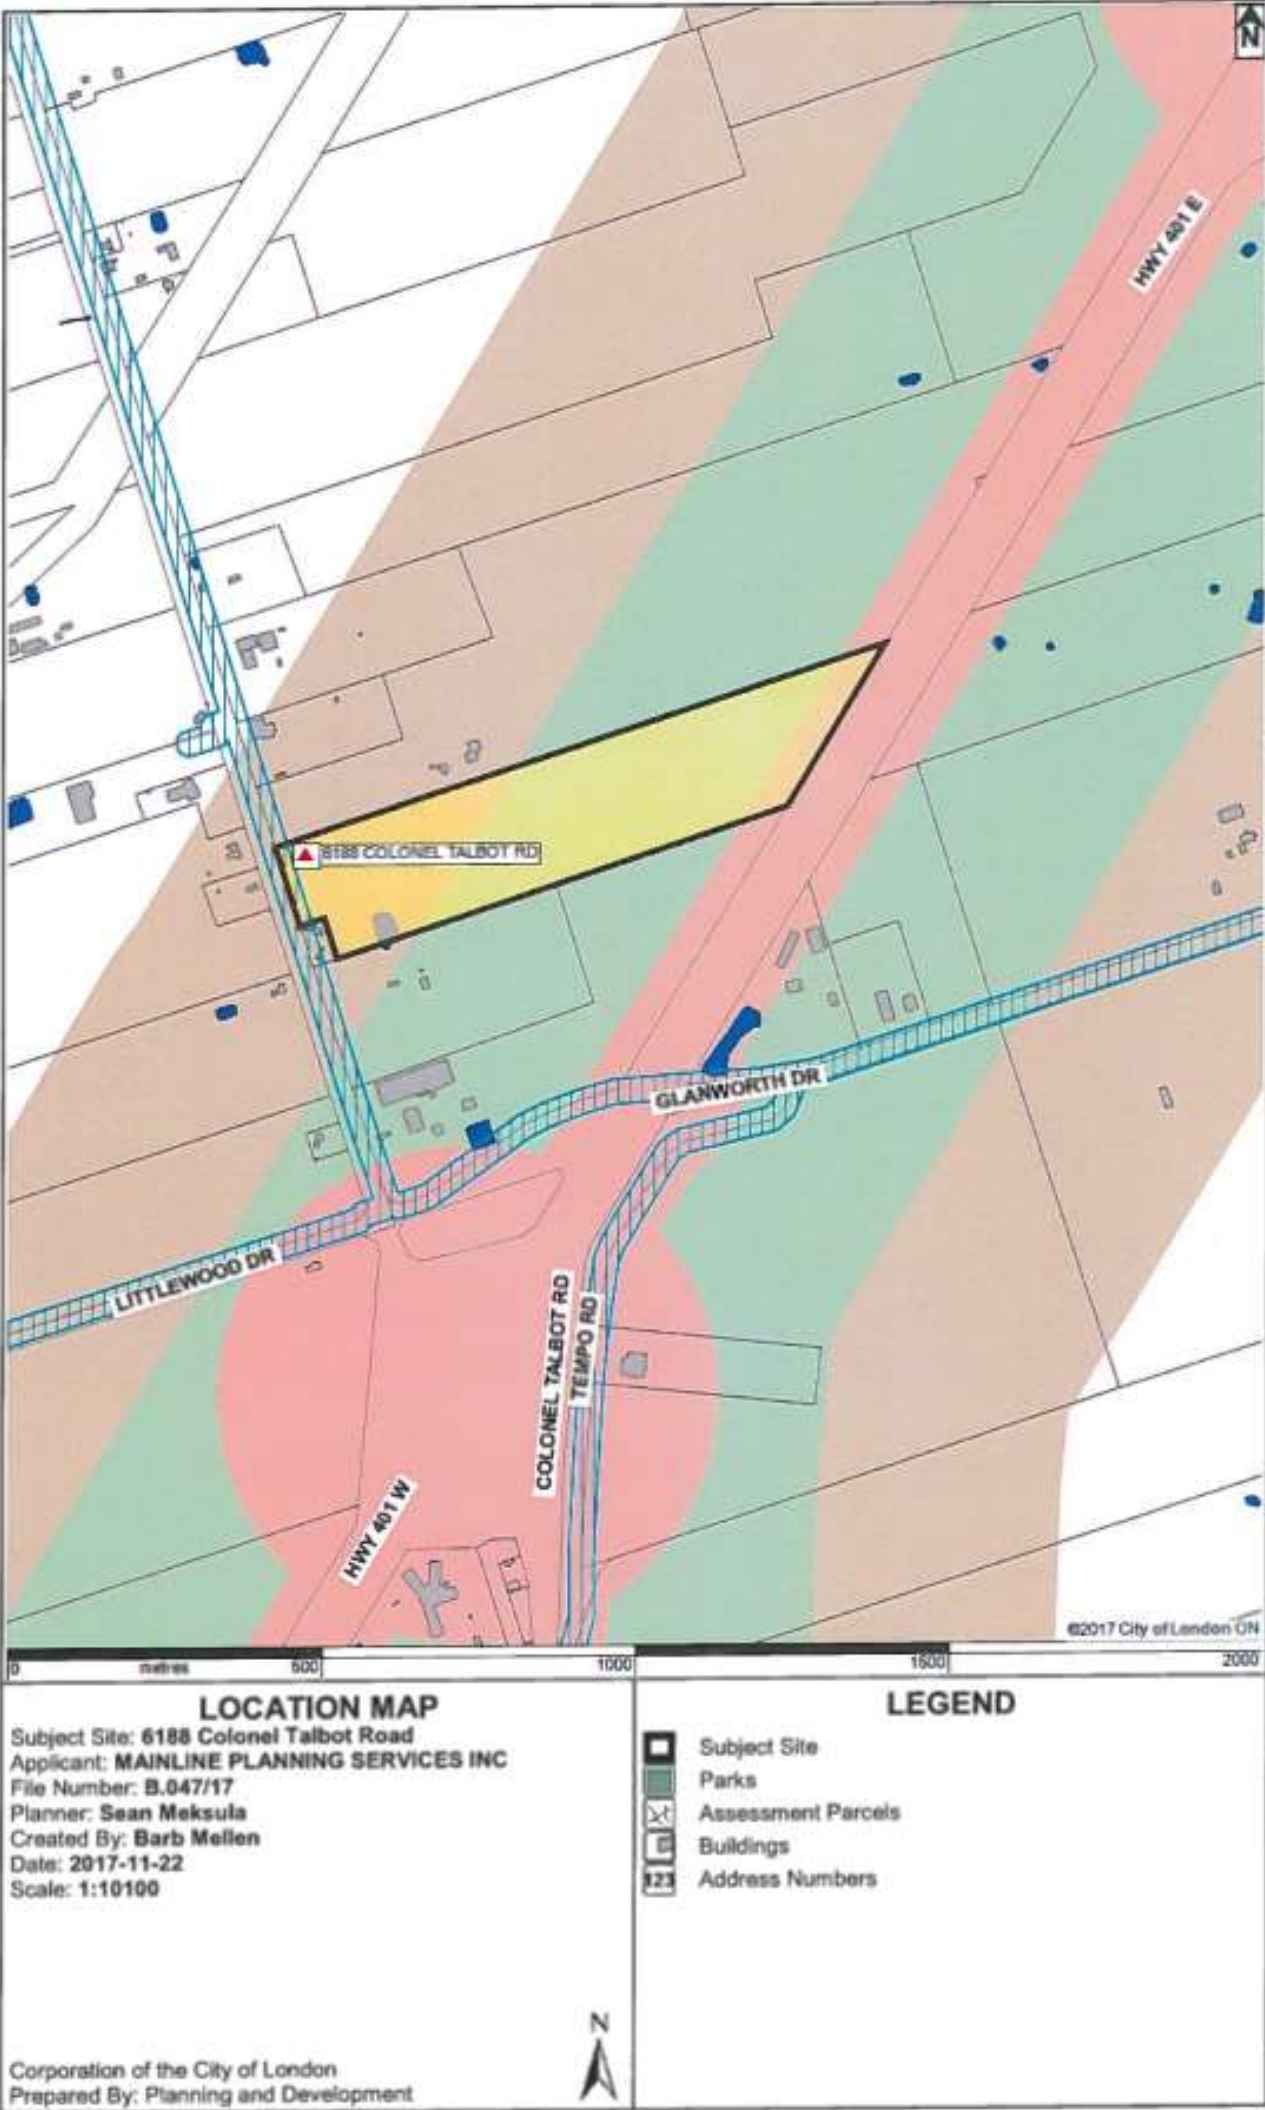 N
HWY 401 E
6188 COLONEL TALBOT RD
GLANWORTH DR
LITTLEWOOD DR
COLONEL TALBOT RD
TEMPO RD
HWY 401 W
©2017 City of London ON
0 metres 500 1000 1500 2000
LOCATION MAP
Subject Site: 6188 Colonel Talbot Road
Applicant: MAINLINE PLANNING SERVICES INC
File Number: B.047/17
Planner: Sean Meksula
Created By: Barb Mellen
Date: 2017-11-22
Scale: 1:10100
N
Corporation of the City of London
Prepared By: Planning and Development
LEGEND
Subject Site
Parks
Assessment Parcels
Buildings
123 Address Numbers